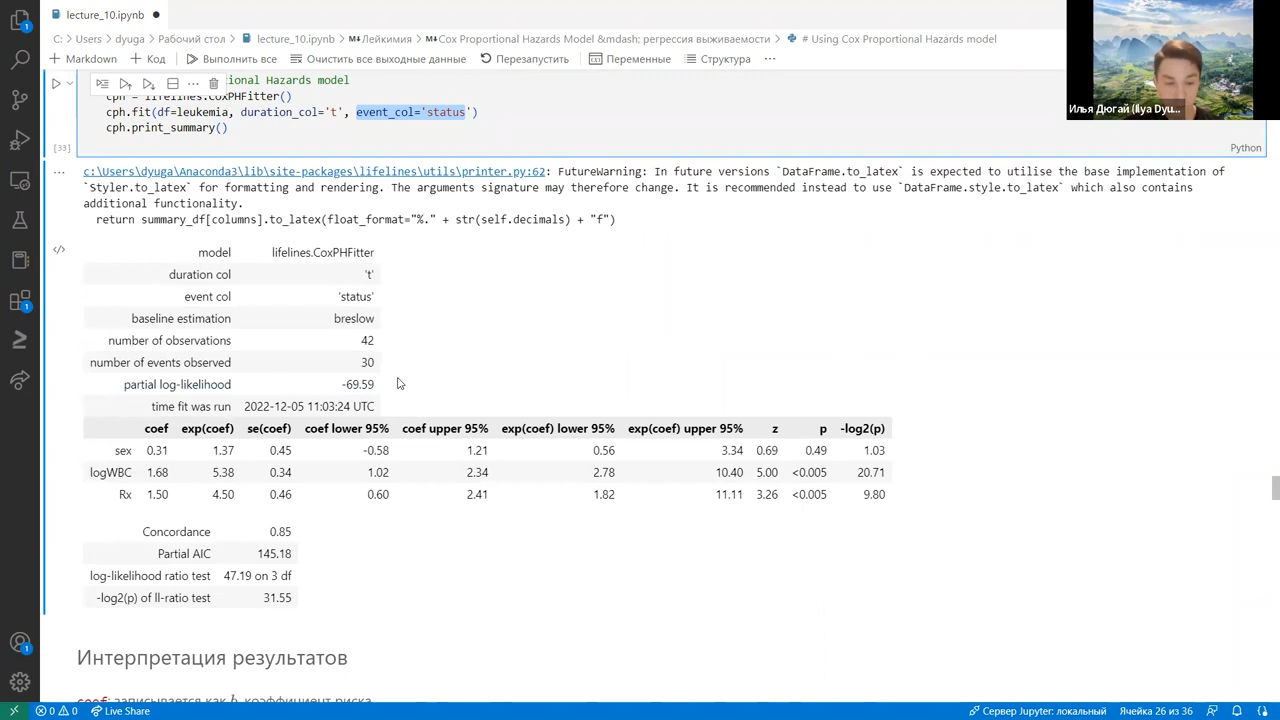 lecture_10.ipynb
C: > Users > dyuga > Рабочий стол > lecture_10.ipynb > Лейкимия > Cox Proportional Hazards Model &mdash; регрессия выживаемости > # Using Cox Proportional Hazards model
+ Markdown + Код Выполнить все Очистить все выходные данные Перезапустить Переменные Структура ...
ional Hazards model
cph = lifelines.CoxPHFitter()
cph.fit(df=leukemia, duration_col='t', event_col='status')
cph.print_summary()
[33] Python
Илья Дюгай (Ilya Dyu...
c:\Users\dyuga\Anaconda3\lib\site-packages\lifelines\utils\printer.py:62: FutureWarning: In future versions `DataFrame.to_latex` is expected to utilise the base implementation of
`Styler.to_latex` for formatting and rendering. The arguments signature may therefore change. It is recommended instead to use `DataFrame.style.to_latex` which also contains
additional functionality.
return summary_df[columns].to_latex(float_format="%." + str(self.decimals) + "f")
model lifelines.CoxPHFitter
duration col 't'
event col 'status'
baseline estimation breslow
number of observations 42
number of events observed 30
partial log-likelihood -69.59
time fit was run 2022-12-05 11:03:24 UTC
coef exp(coef) se(coef) coef lower 95% coef upper 95% exp(coef) lower 95% exp(coef) upper 95% z p -log2(p)
sex 0.31 1.37 0.45 -0.58 1.21 0.56 3.34 0.69 0.49 1.03
logWBC 1.68 5.38 0.34 1.02 2.34 2.78 10.40 5.00 <0.005 20.71
Rx 1.50 4.50 0.46 0.60 2.41 1.82 11.11 3.26 <0.005 9.80
Concordance 0.85
Partial AIC 145.18
log-likelihood ratio test 47.19 on 3 df
-log2(p) of ll-ratio test 31.55
Интерпретация результатов
coef: записывается как b, коэффициент риска
0 0 Live Share Сервер Jupyter: локальный Ячейка 26 из 36